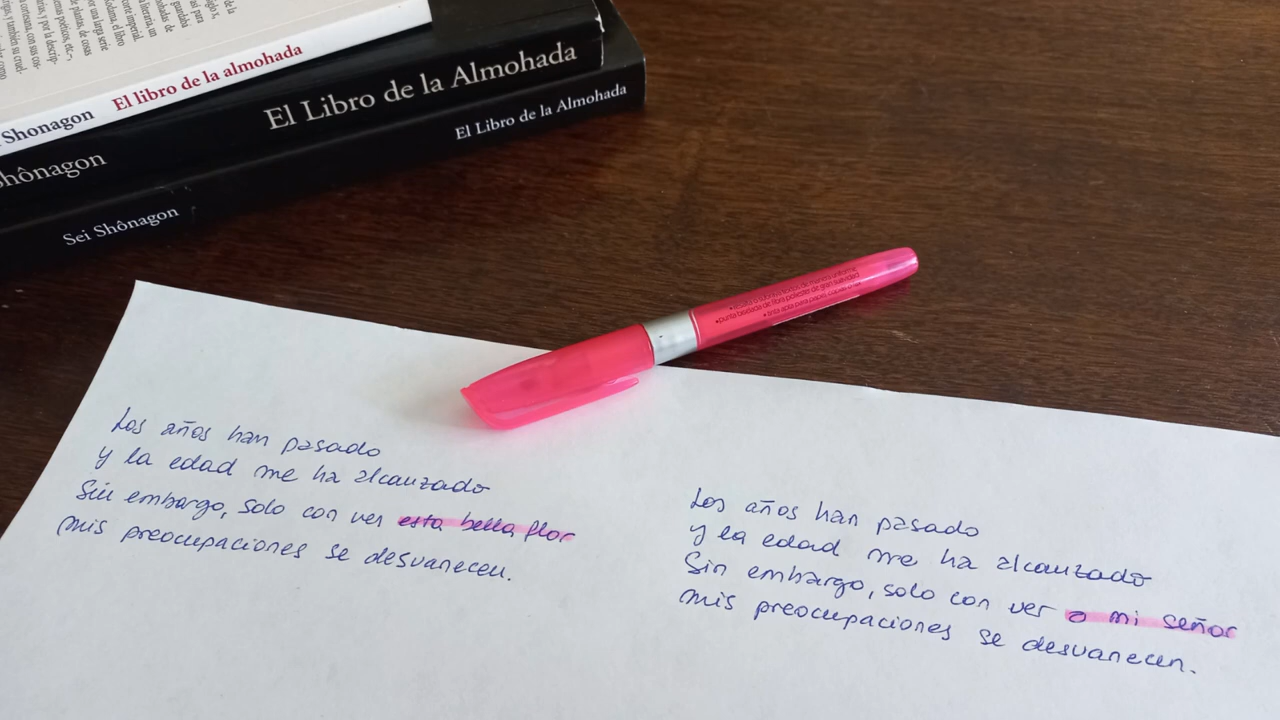 Shonagon El libro de la almohada
El Libro de la Almohada
El Libro de la Almohada
Sei Shônagon
Los años han pasado
y la edad me ha alcanzado
Sin embargo, solo con ver esta bella flor
mis preocupaciones se desvanecen.
Los años han pasado
y la edad me ha alcanzado
Sin embargo, solo con ver a mi señor
mis preocupaciones se desvanecen.